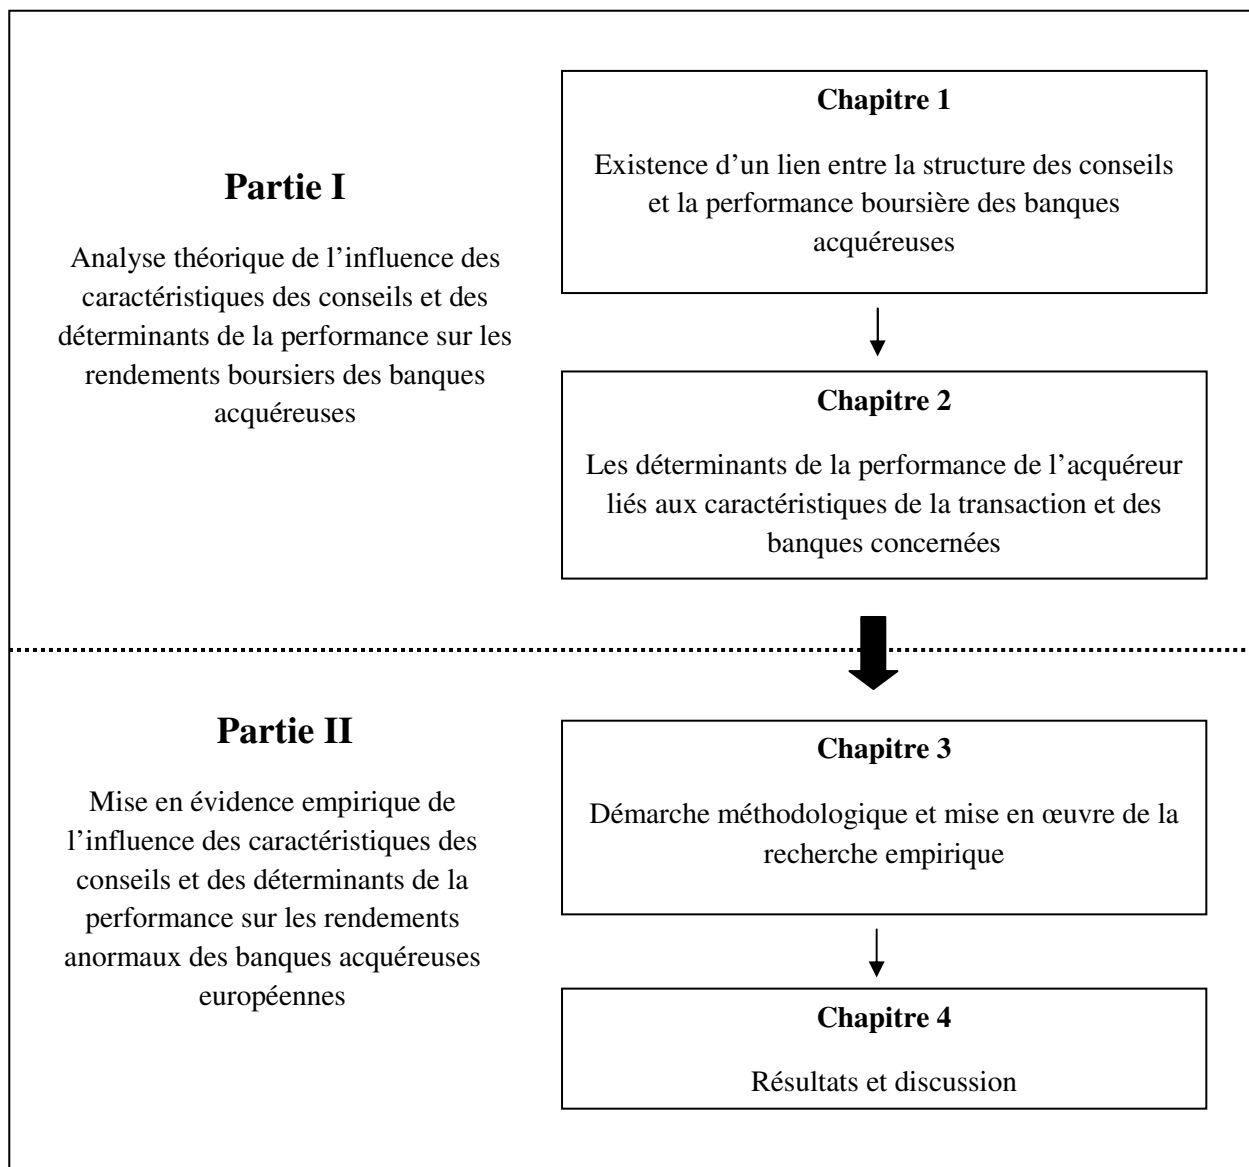 Partie I
Analyse théorique de l’influence des
caractéristiques des conseils et des
déterminants de la performance sur les
rendements boursiers des banques
acquéreuses
Chapitre 1
Existence d’un lien entre la structure des conseils
et la performance boursière des banques
acquéreuses
Chapitre 2
Les déterminants de la performance de l’acquéreur
liés aux caractéristiques de la transaction et des
banques concernées
Partie II
Mise en évidence empirique de
l’influence des caractéristiques des
conseils et des déterminants de la
performance sur les rendements
anormaux des banques acquéreuses
européennes
Chapitre 3
Démarche méthodologique et mise en œuvre de la
recherche empirique
Chapitre 4
Résultats et discussion